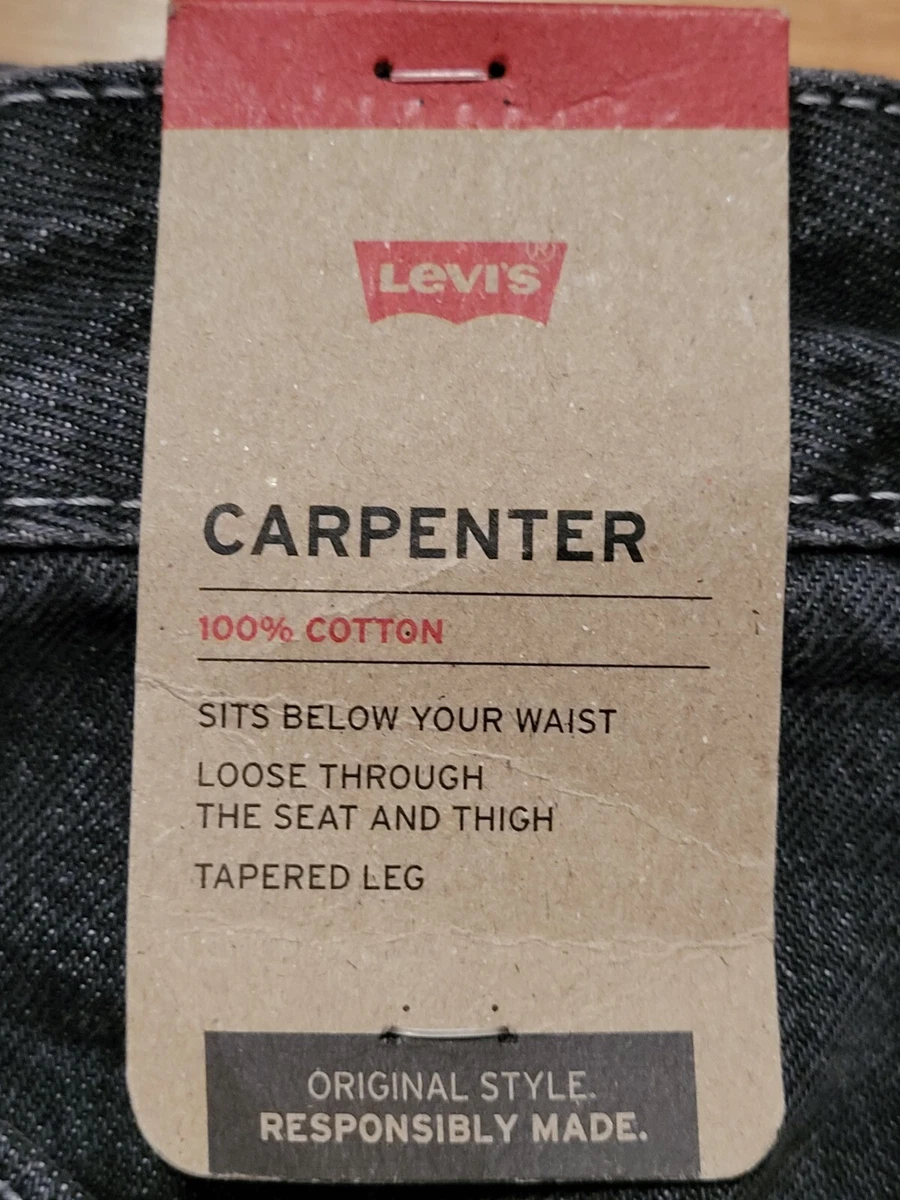 LEVI'S®
CARPENTER
100% COTTON
SITS BELOW YOUR WAIST
LOOSE THROUGH
THE SEAT AND THIGH
TAPERED LEG
ORIGINAL STYLE.
RESPONSIBLY MADE.